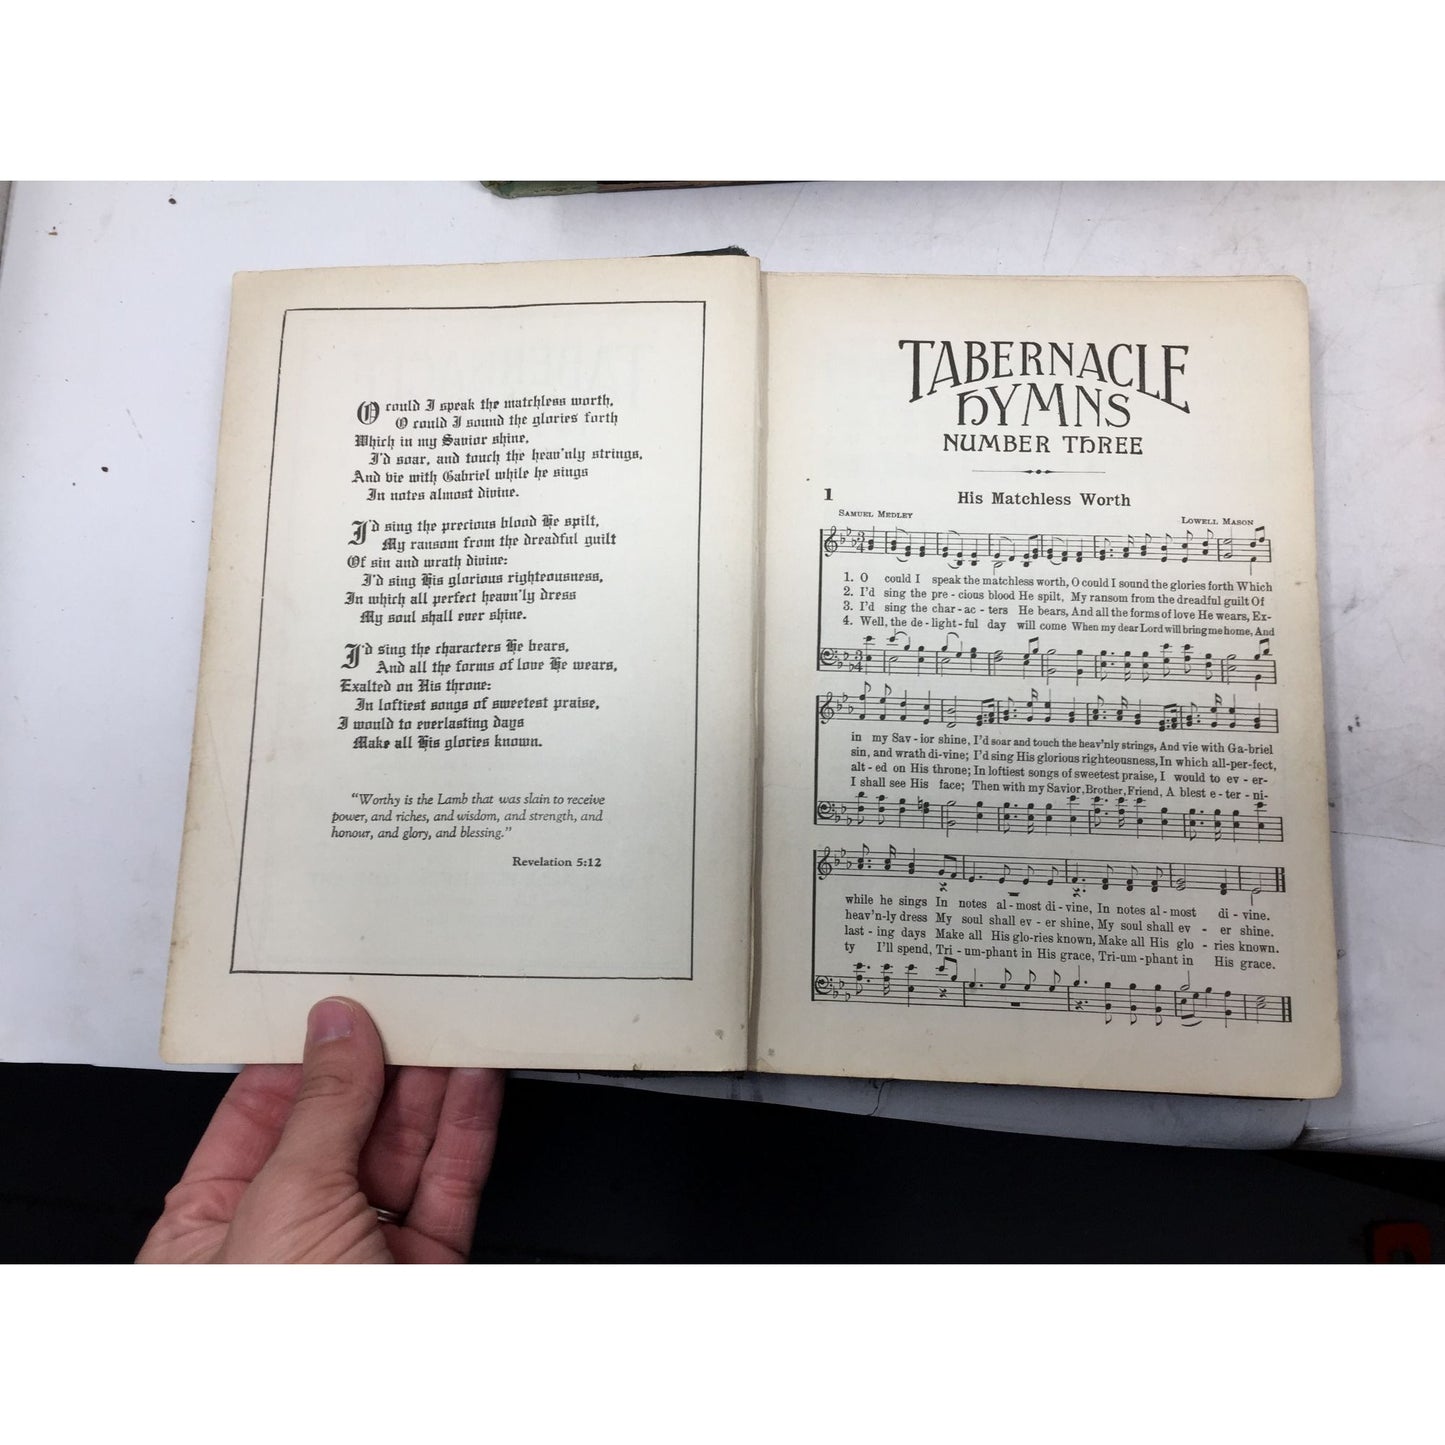 O could I speak the matchless worth,
O could I sound the glories forth
Which in my Savior shine,
I'd soar, and touch the heav'nly strings,
And vie with Gabriel while he sings
In notes almost divine.
I'd sing the precious blood He spilt,
My ransom from the dreadful guilt
Of sin and wrath divine:
I'd sing His glorious righteousness,
In which all perfect heavn'ly dress
My soul shall ever shine.
I'd sing the characters He bears,
And all the forms of love He wears,
Exalted on His throne:
In loftiest songs of sweetest praise,
I would to everlasting days
Make all His glories known.
"Worthy is the Lamb that was slain to receive
power, and riches, and wisdom, and strength, and
honour, and glory, and blessing."
Revelation 5:12
TABERNACLE
HYMNS
NUMBER THREE
1 His Matchless Worth
SAMUEL MEDLEY LOWELL MASON
1. O could I speak the matchless worth, O could I sound the glories forth Which
2. I'd sing the pre - cious blood He spilt, My ransom from the dreadful guilt Of
3. I'd sing the char - ac - ters He bears, And all the forms of love He wears, Ex-
4. Well, the de - light - ful day will come When my dear Lord will bring me home, And
in my Sav - ior shine, I'd soar and touch the heav'nly strings, And vie with Ga-briel
sin, and wrath di-vine; I'd sing His glorious righteousness, In which all-per-fect,
alt - ed on His throne; In loftiest songs of sweetest praise, I would to ev - er-
I shall see His face; Then with my Savior, Brother, Friend, A blest e - ter - ni-
while he sings In notes al - most di - vine, In notes al - most di - vine.
heav'n-ly dress My soul shall ev - er shine, My soul shall ev - er shine.
last - ing days Make all His glo-ries known, Make all His glo - ries known.
ty I'll spend, Tri - um-phant in His grace, Tri-um -phant in His grace.